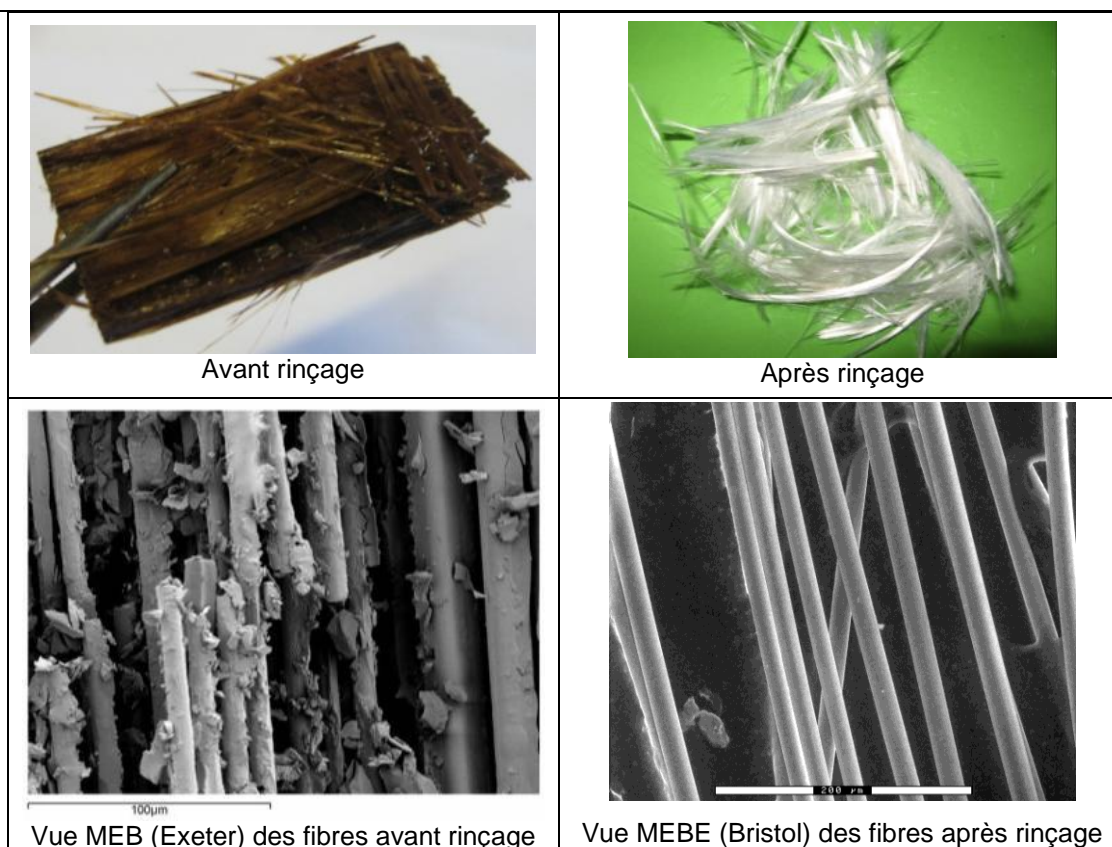 Avant rinçage
Après rinçage
100µm
200 µm
Vue MEB (Exeter) des fibres avant rinçage
Vue MEBE (Bristol) des fibres après rinçage